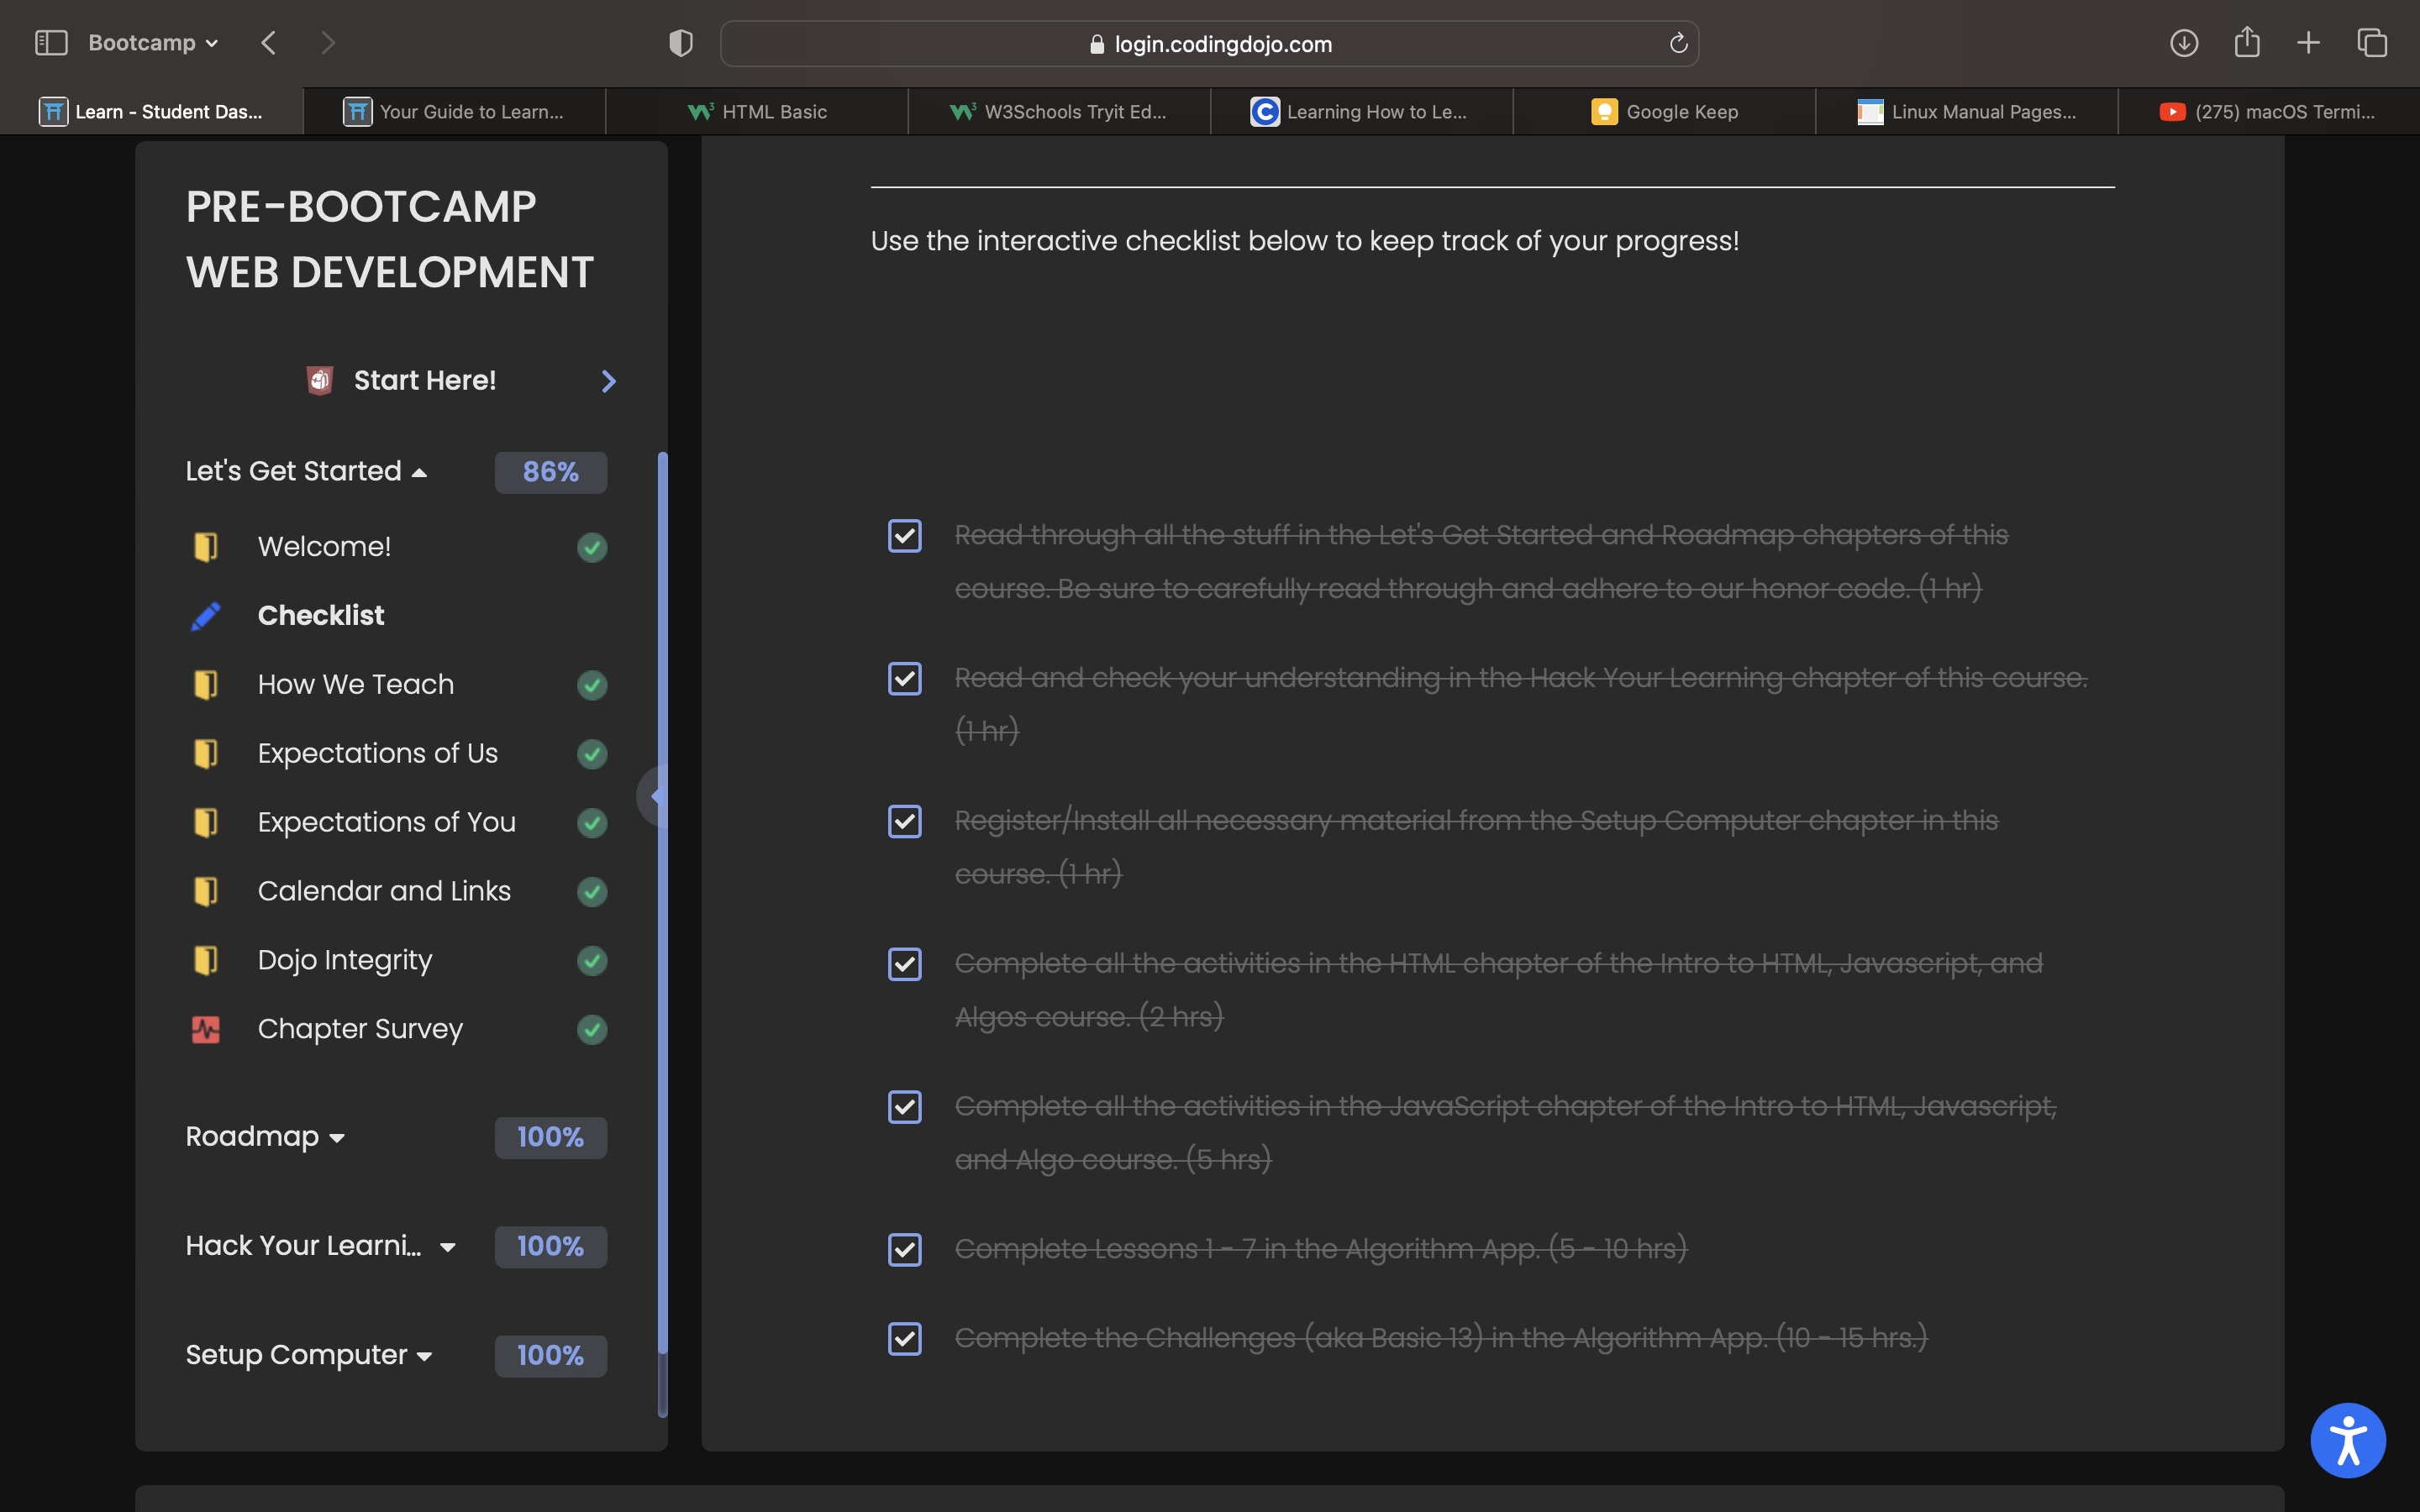 Bootcamp
login.codingdojo.com
Learn - Student Das...
Your Guide to Learn...
W3 HTML Basic
W3 W3Schools Tryit Ed...
C Learning How to Le...
Google Keep
Linux Manual Pages...
(275) macOS Termi...
PRE-BOOTCAMP
WEB DEVELOPMENT
Start Here!
Let's Get Started 86%
Welcome!
Checklist
How We Teach
Expectations of Us
Expectations of You
Calendar and Links
Dojo Integrity
Chapter Survey
Roadmap 100%
Hack Your Learni... 100%
Setup Computer 100%
Use the interactive checklist below to keep track of your progress!
Read through all the stuff in the Let's Get Started and Roadmap chapters of this
course. Be sure to carefully read through and adhere to our honor code. (1 hr)
Read and check your understanding in the Hack Your Learning chapter of this course.
(1 hr)
Register/Install all necessary material from the Setup Computer chapter in this
course. (1 hr)
Complete all the activities in the HTML chapter of the Intro to HTML, Javascript, and
Algos course. (2 hrs)
Complete all the activities in the JavaScript chapter of the Intro to HTML, Javascript,
and Algo course. (5 hrs)
Complete Lessons 1 - 7 in the Algorithm App. (5 - 10 hrs)
Complete the Challenges (aka Basic 13) in the Algorithm App. (10 - 15 hrs.)